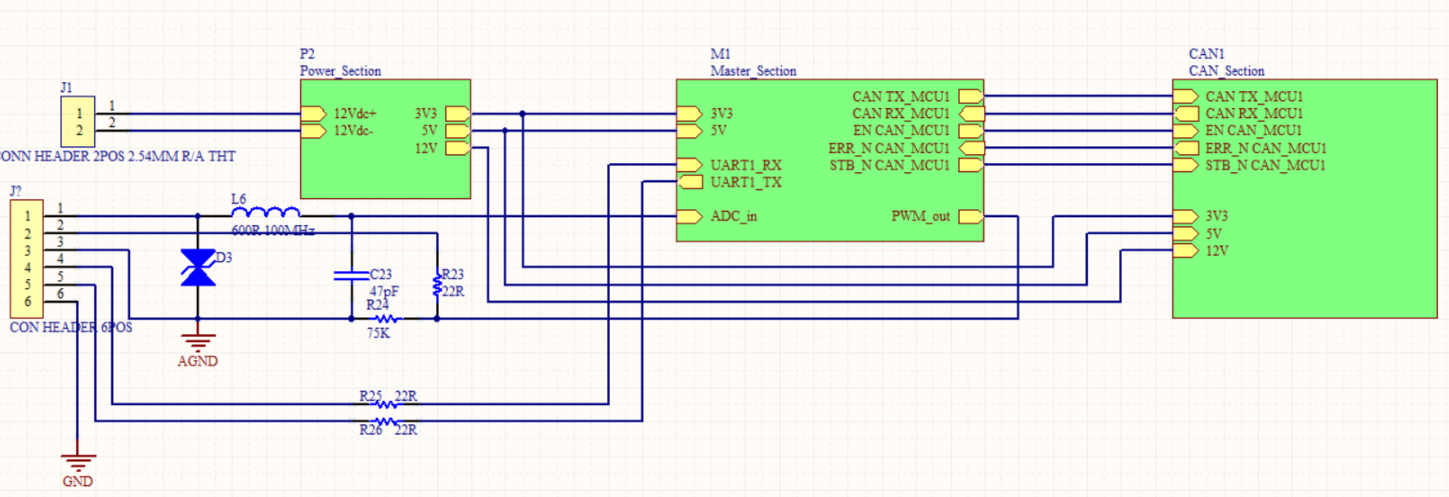 P2
Power_Section
M1
Master_Section
CAN1
CAN_Section
J1
1
2
1
2
ONN HEADER 2POS 2.54MM R/A THT
12Vdc+
12Vdc-
3V3
5V
12V
3V3
5V
UART1_RX
UART1_TX
ADC_in
CAN TX_MCU1
CAN RX_MCU1
EN CAN_MCU1
ERR_N CAN_MCU1
STB_N CAN_MCU1
PWM_out
CAN TX_MCU1
CAN RX_MCU1
EN CAN_MCU1
ERR_N CAN_MCU1
STB_N CAN_MCU1
3V3
5V
12V
J?
1
2
3
4
5
6
1
2
3
4
5
6
CON HEADER 6POS
L6
600R 100MHz
D3
C23
47pF
R23
22R
R24
75K
AGND
R25 22R
R26 22R
GND